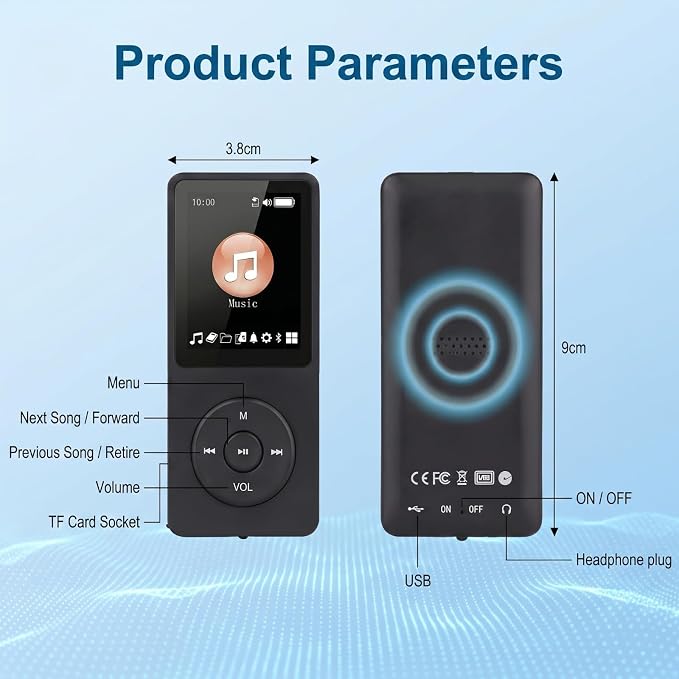 Product Parameters
3.8cm
10:00
Music
Menu
M
Next Song / Forward
Previous Song / Retire
Volume
VOL
TF Card Socket
9cm
CE FC
ON OFF
ON / OFF
Headphone plug
USB